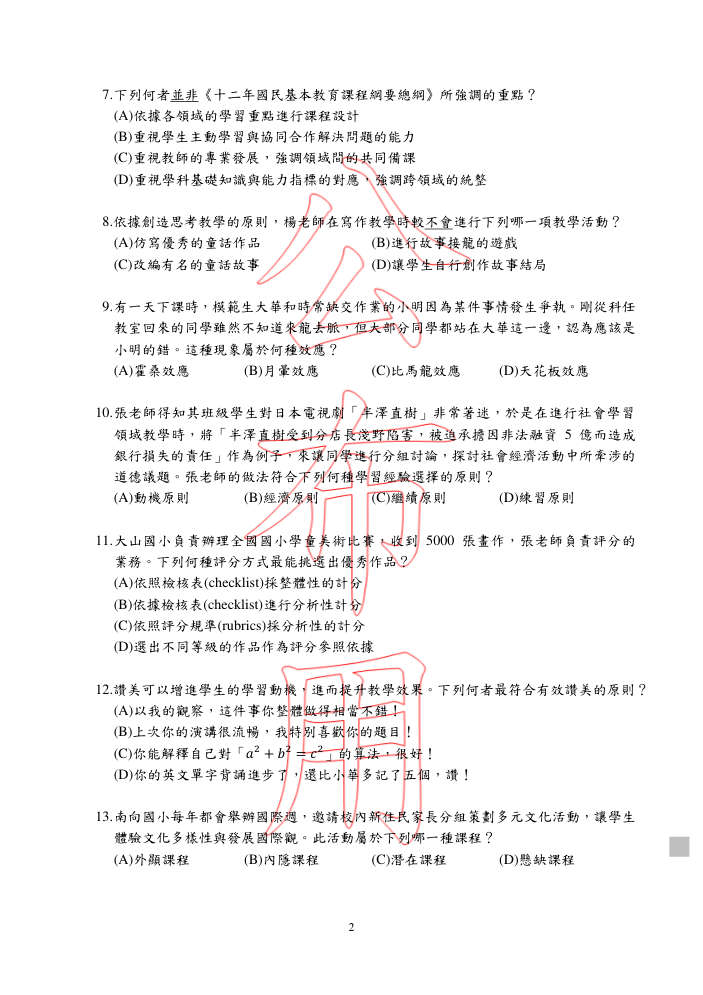 7.下列何者並非《十二年國民基本教育課程綱要總綱》所強調的重點？
(A)依據各領域的學習重點進行課程設計
(B)重視學生主動學習與協同合作解決問題的能力
(C)重視教師的專業發展，強調領域間的共同備課
(D)重視學科基礎知識與能力指標的對應，強調跨領域的統整
8.依據創造思考教學的原則，楊老師在寫作教學時較不會進行下列哪一項教學活動？
(A)仿寫優秀的童話作品 (B)進行故事接龍的遊戲
(C)改編有名的童話故事 (D)讓學生自行創作故事結局
9.有一天下課時，模範生大華和時常缺交作業的小明因為某件事情發生爭執。剛從科任
教室回來的同學雖然不知道來龍去脈，但大部分同學都站在大華這一邊，認為應該是
小明的錯。這種現象屬於何種效應？
(A)霍桑效應 (B)月暈效應 (C)比馬龍效應 (D)天花板效應
10.張老師得知其班級學生對日本電視劇「半澤直樹」非常著迷，於是在進行社會學習
領域教學時，將「半澤直樹受到分店長淺野陷害，被迫承擔因非法融資 5 億而造成
銀行損失的責任」作為例子，來讓同學進行分組討論，探討社會經濟活動中所牽涉的
道德議題。張老師的做法符合下列何種學習經驗選擇的原則？
(A)動機原則 (B)經濟原則 (C)繼續原則 (D)練習原則
11.大山國小負責辦理全國國小學童美術比賽，收到 5000 張畫作，張老師負責評分的
業務。下列何種評分方式最能挑選出優秀作品？
(A)依照檢核表(checklist)採整體性的計分
(B)依據檢核表(checklist)進行分析性計分
(C)依照評分規準(rubrics)採分析性的計分
(D)選出不同等級的作品作為評分參照依據
12.讚美可以增進學生的學習動機，進而提升教學效果。下列何者最符合有效讚美的原則？
(A)以我的觀察，這件事你整體做得相當不錯！
(B)上次你的演講很流暢，我特別喜歡你的題目！
(C)你能解釋自己對「a² + b² = c²」的算法，很好！
(D)你的英文單字背誦進步了，還比小華多記了五個，讚！
13.南向國小每年都會舉辦國際週，邀請校內新住民家長分組策劃多元文化活動，讓學生
體驗文化多樣性與發展國際觀。此活動屬於下列哪一種課程？
(A)外顯課程 (B)內隱課程 (C)潛在課程 (D)懸缺課程
2
公布用